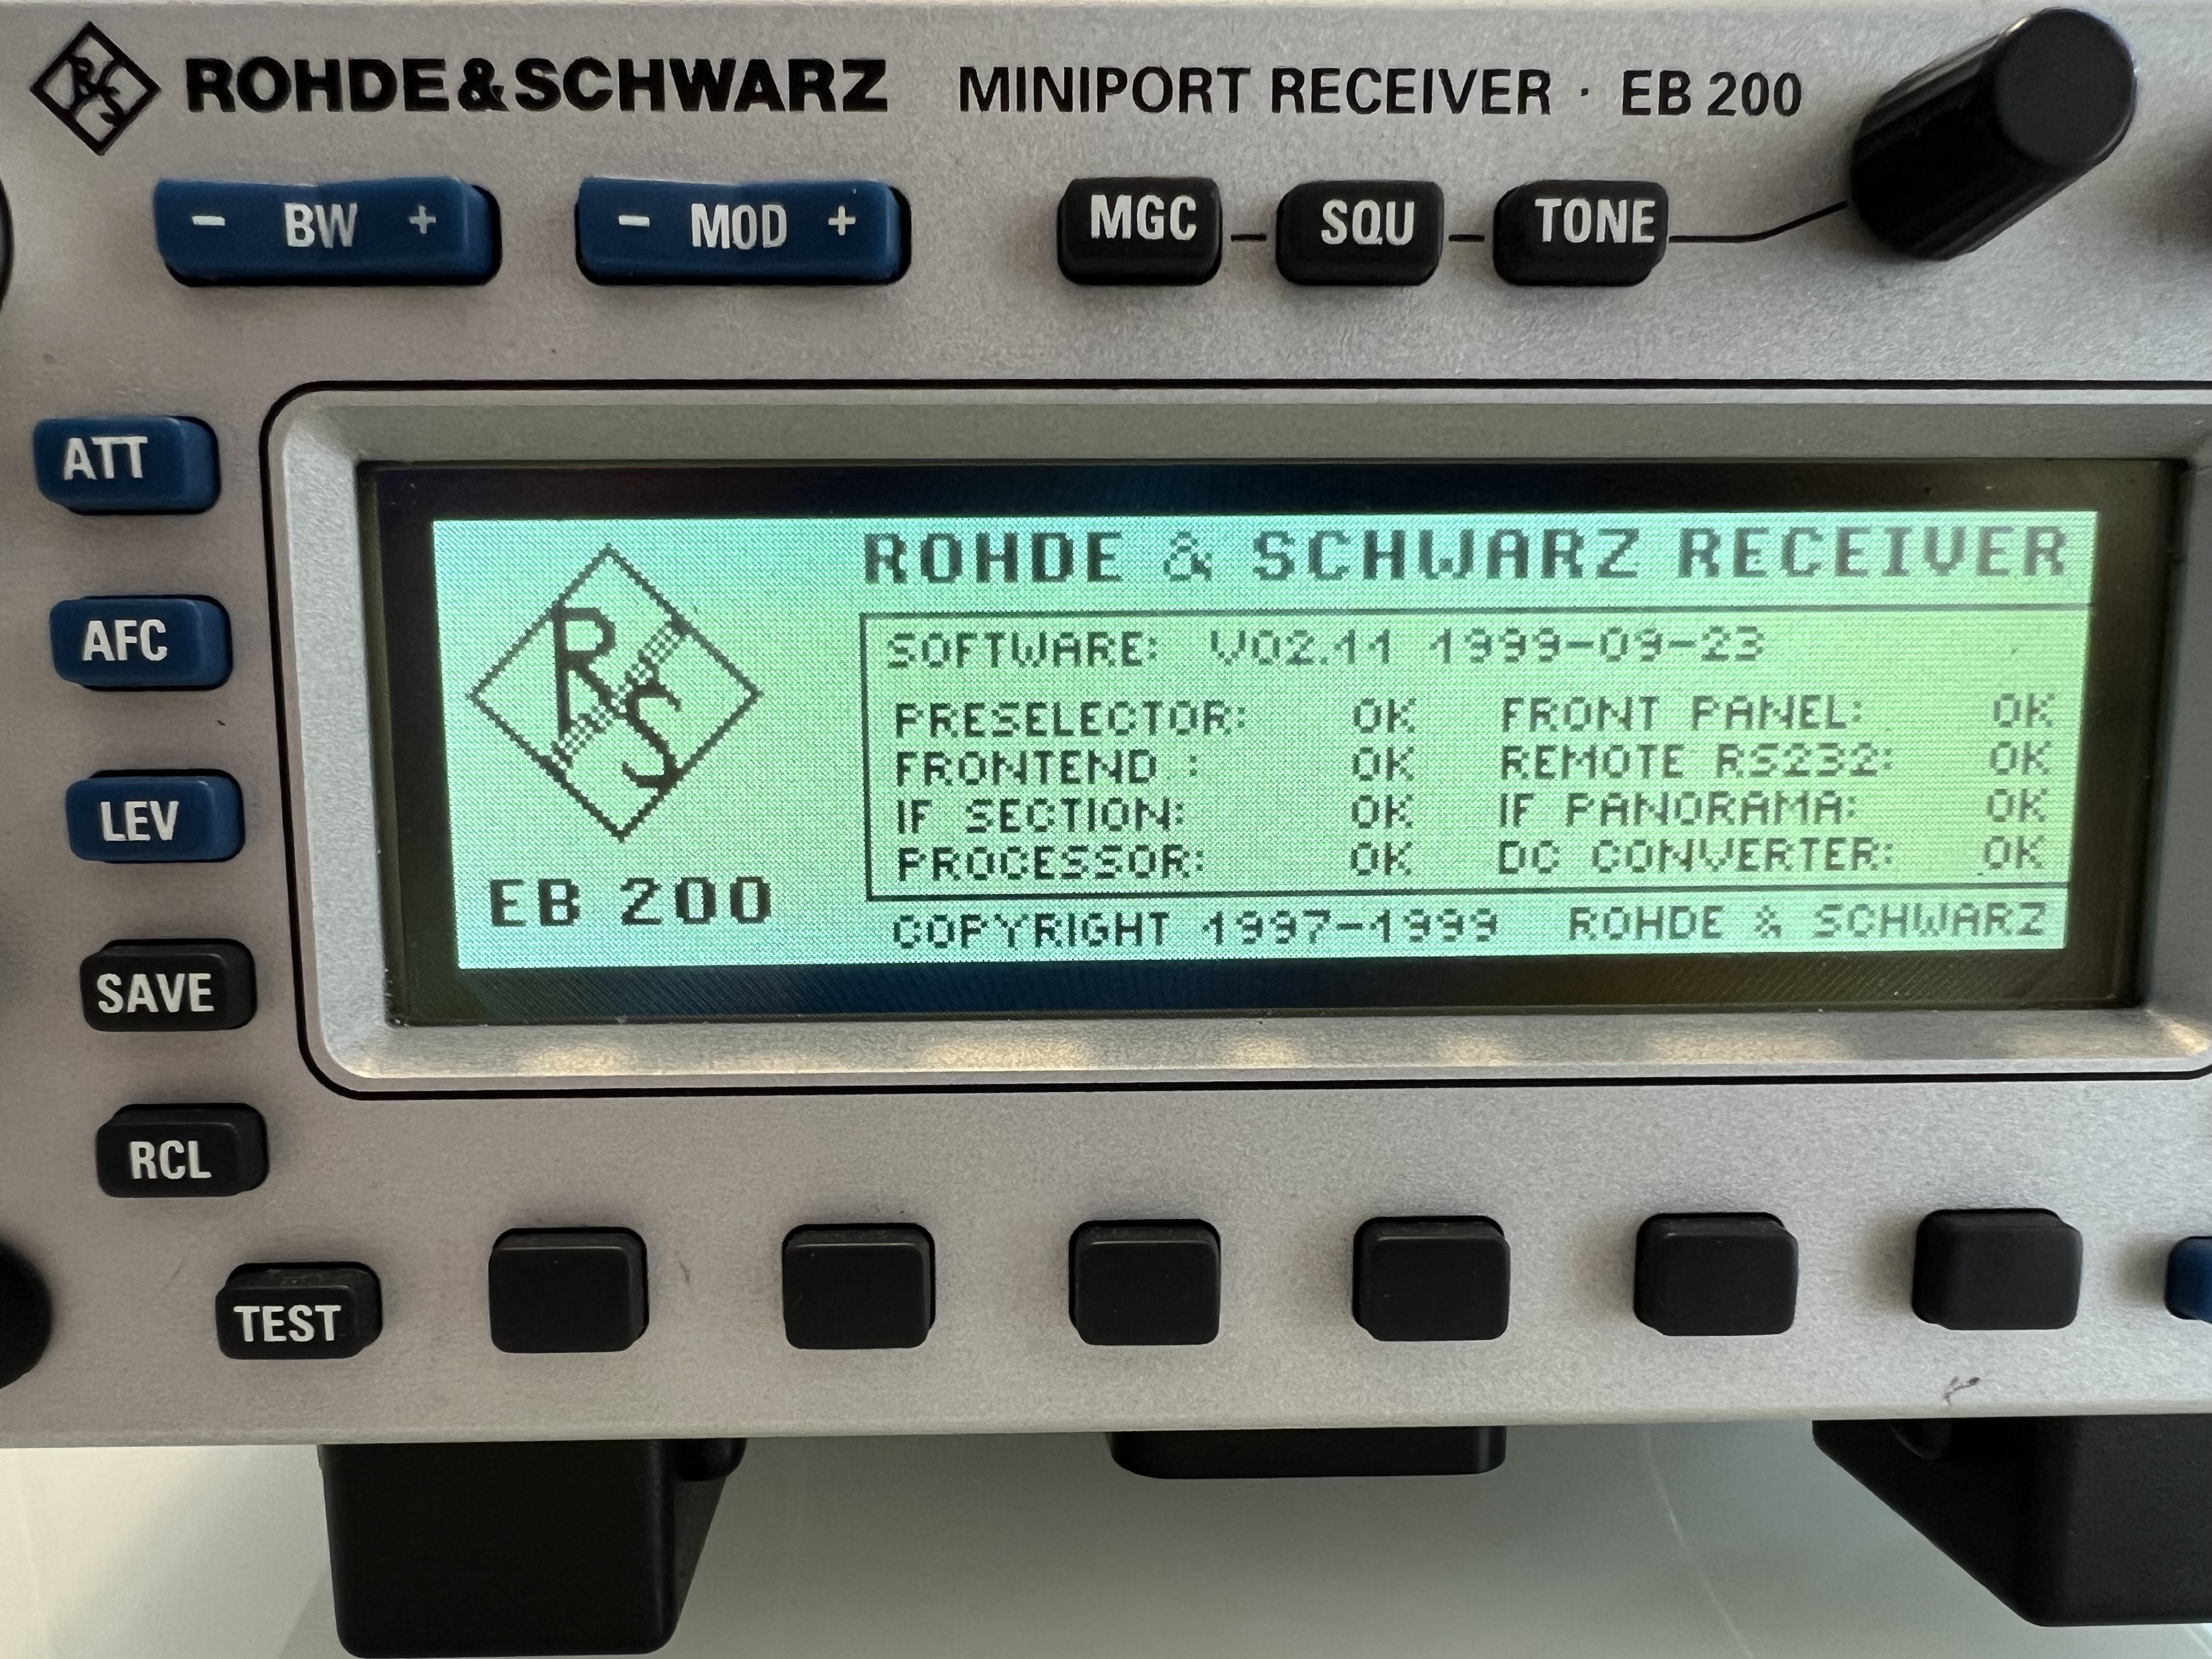 RS ROHDE&SCHWARZ MINIPORT RECEIVER · EB 200
- BW + - MOD + MGC SQU TONE
ATT
AFC
LEV
SAVE
RCL
TEST
ROHDE & SCHWARZ RECEIVER
RS
EB 200
SOFTWARE: V02.11 1999-09-23
PRESELECTOR: OK FRONT PANEL: OK
FRONTEND : OK REMOTE RS232: OK
IF SECTION: OK IF PANORAMA: OK
PROCESSOR: OK DC CONVERTER: OK
COPYRIGHT 1997-1999 ROHDE & SCHWARZ